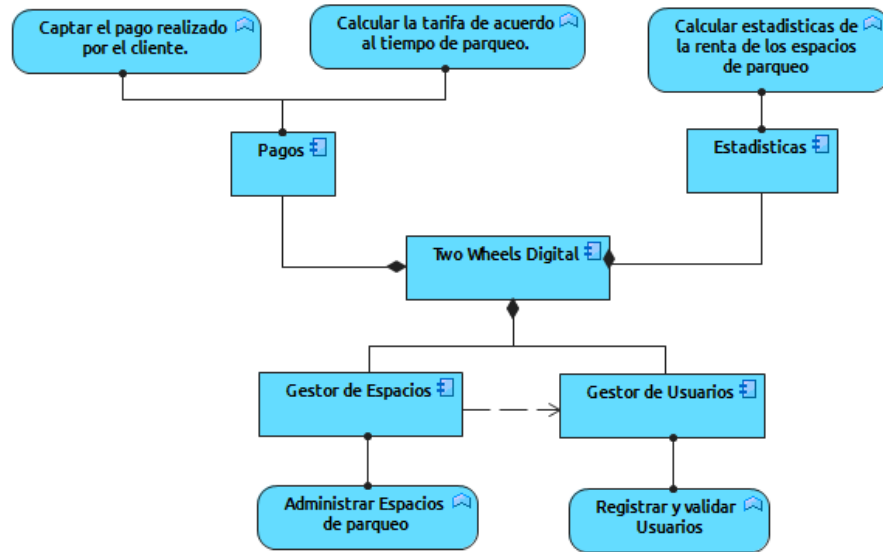 Captar el pago realizado
por el cliente.
Calcular la tarifa de acuerdo
al tiempo de parqueo.
Calcular estadisticas de
la renta de los espacios
de parqueo
Pagos
Estadisticas
Two Wheels Digital
Gestor de Espacios
Gestor de Usuarios
Administrar Espacios
de parqueo
Registrar y validar
Usuarios